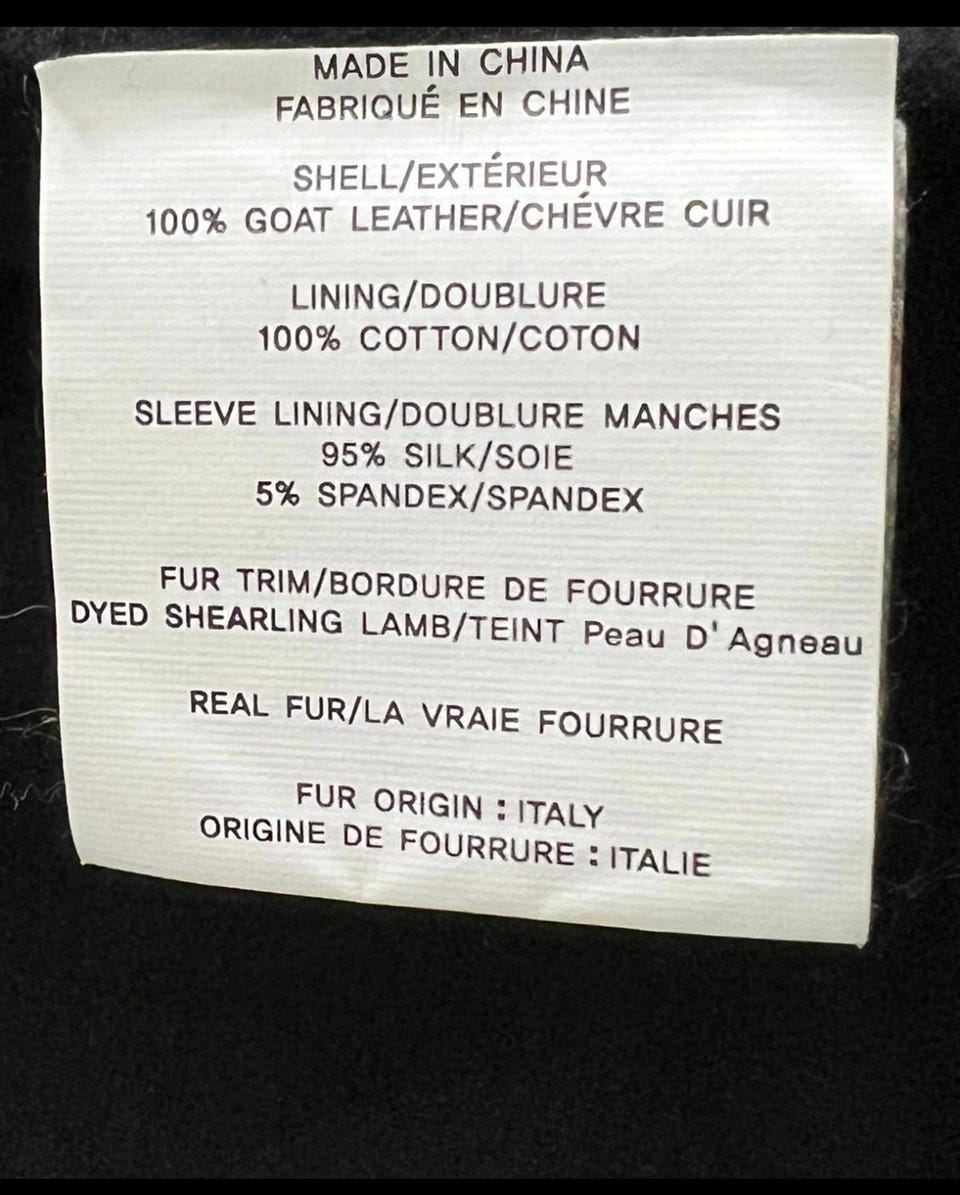 MADE IN CHINA
FABRIQUÉ EN CHINE
SHELL/EXTÉRIEUR
100% GOAT LEATHER/CHÉVRE CUIR
LINING/DOUBLURE
100% COTTON/COTON
SLEEVE LINING/DOUBLURE MANCHES
95% SILK/SOIE
5% SPANDEX/SPANDEX
FUR TRIM/BORDURE DE FOURRURE
DYED SHEARLING LAMB/TEINT Peau D'Agneau
REAL FUR/LA VRAIE FOURRURE
FUR ORIGIN : ITALY
ORIGINE DE FOURRURE : ITALIE